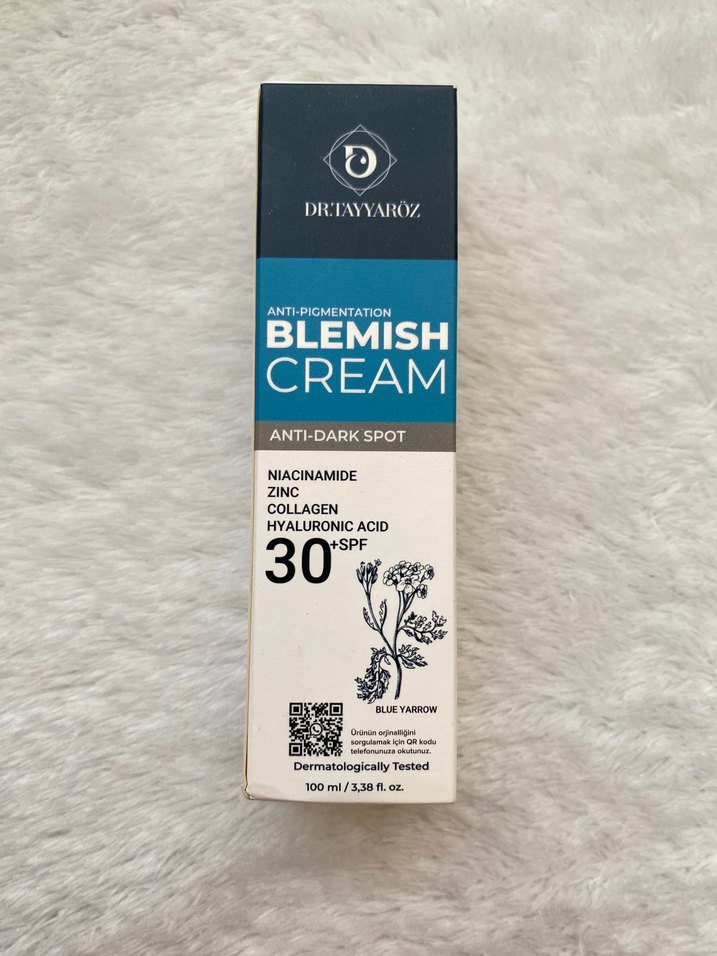 DR.TAYYARÖZ
ANTI-PIGMENTATION
BLEMISH
CREAM
ANTI-DARK SPOT
NIACINAMIDE
ZINC
COLLAGEN
HYALURONIC ACID
30+SPF
BLUE YARROW
Ürünün orjinalliğini
sorgulamak için QR kodu
telefonunuza okutunuz.
Dermatologically Tested
100 ml / 3,38 fl. oz.